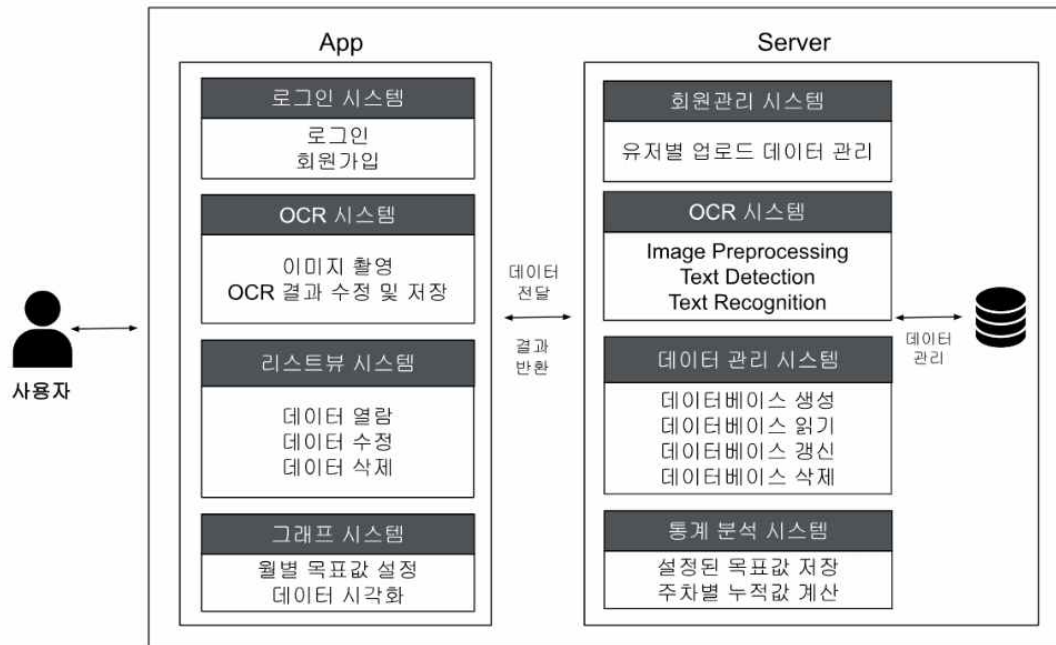 App
로그인 시스템
로그인
회원가입
OCR 시스템
이미지 촬영
OCR 결과 수정 및 저장
리스트뷰 시스템
데이터 열람
데이터 수정
데이터 삭제
그래프 시스템
월별 목표값 설정
데이터 시각화
사용자
데이터
전달
결과
반환
Server
회원관리 시스템
유저별 업로드 데이터 관리
OCR 시스템
Image Preprocessing
Text Detection
Text Recognition
데이터 관리 시스템
데이터베이스 생성
데이터베이스 읽기
데이터베이스 갱신
데이터베이스 삭제
통계 분석 시스템
설정된 목표값 저장
주차별 누적값 계산
데이터
관리